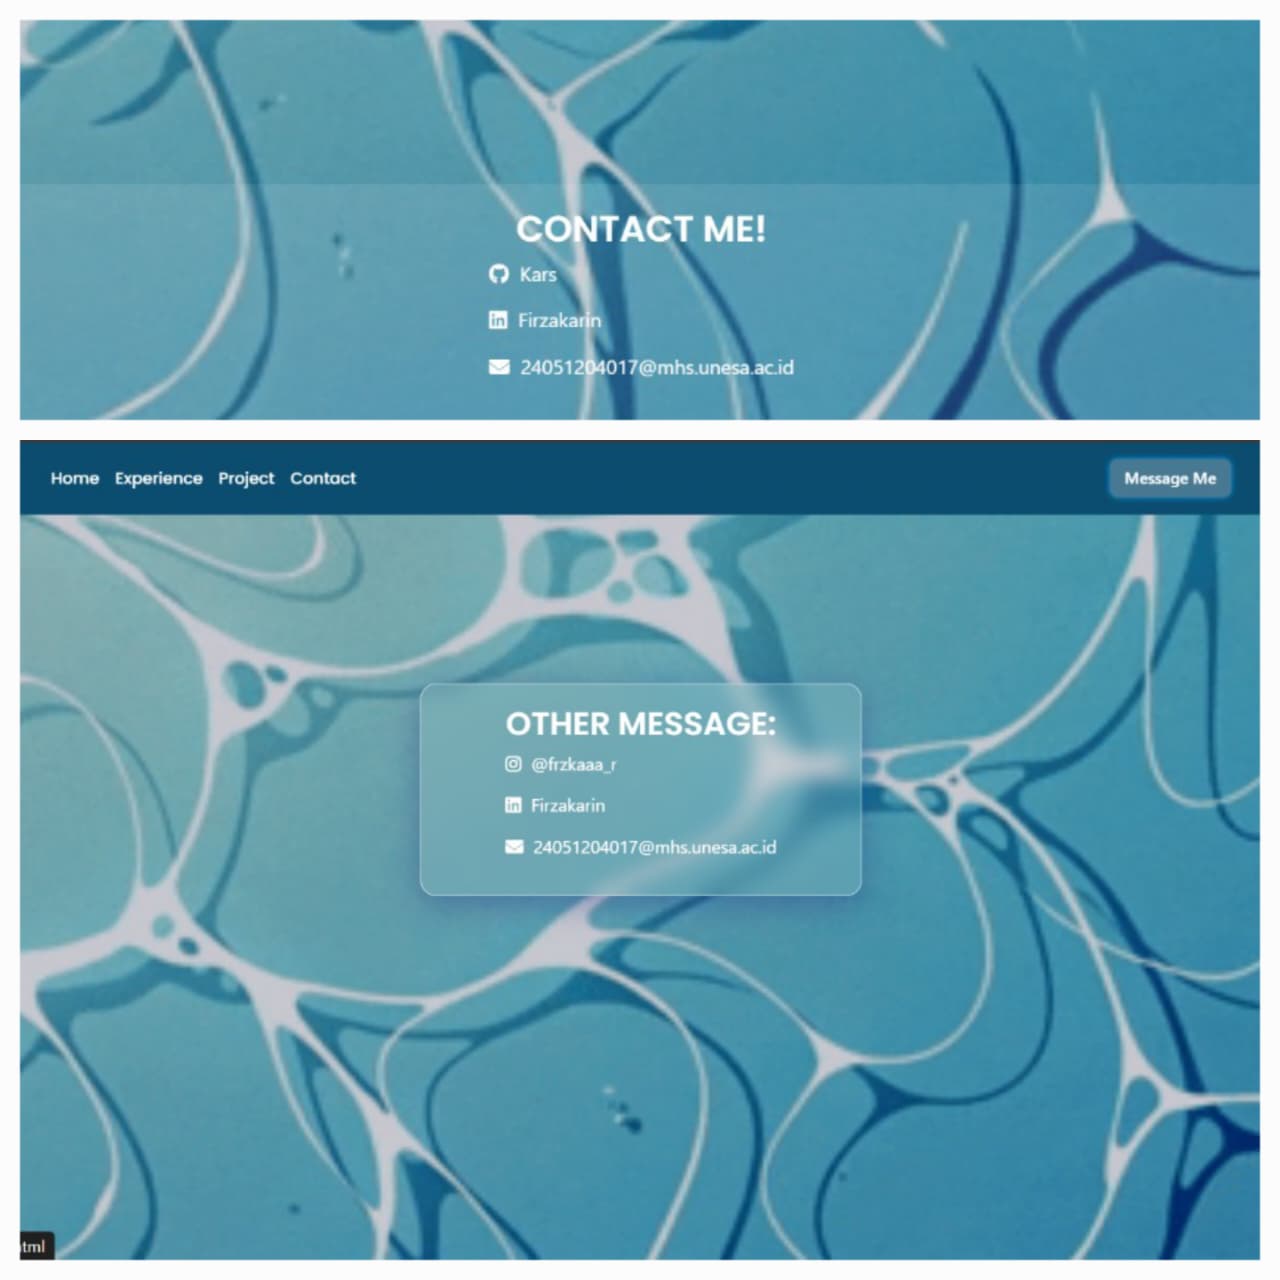 CONTACT ME!
Kars
Firzakarin
24051204017@mhs.unesa.ac.id
Home Experience Project Contact Message Me
OTHER MESSAGE:
@frzkaaa_r
Firzakarin
24051204017@mhs.unesa.ac.id